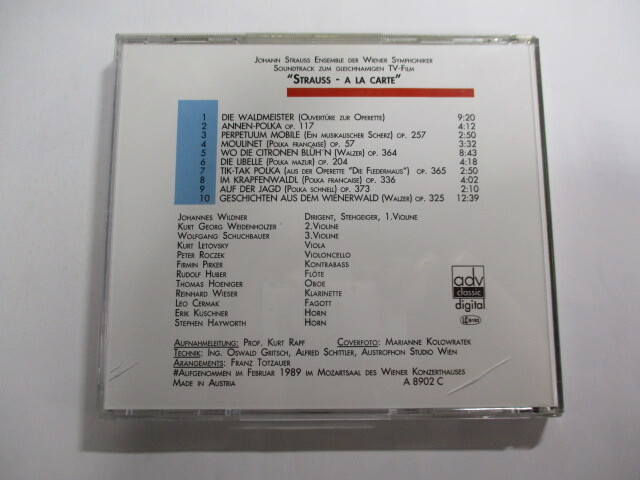 Johann Strauss Ensemble der Wiener Symphoniker
Soundtrack zum gleichnamigen TV-Film
"Strauss - a la carte"
1 DIE WALDMEISTER (Ouvertüre zur Operette) 9:20
2 ANNEN-POLKA op. 117 4:12
3 PERPETUUM MOBILE (Ein musikalischer Scherz) op. 257 2:50
4 MOULINET (Polka française) op. 57 3:32
5 WO DIE CITRONEN BLÜH'N (Walzer) op. 364 8:43
6 DIE LIBELLE (Polka mazur) op. 204 4:18
7 TIK-TAK POLKA (aus der Operette "Die Fledermaus") op. 365 2:50
8 IM KRAPFENWALDL (Polka francaise) op. 336 4:02
9 AUF DER JAGD (Polka schnell) op. 373 2:10
10 GESCHICHTEN AUS DEM WIENERWALD (Walzer) op. 325 12:39
Johannes Wildner Dirigent, Stehgeiger, 1.Violine
Kurt Georg Weidenholzer 2.Violine
Wolfgang Schuchbauer 3.Violine
Kurt Letovsky Viola
Peter Roczek Violoncello
Firmin Pirker Kontrabass
Rudolf Huber Flöte
Thomas Hoeniger Oboe
Reinhard Wieser Klarinette
Leo Cermak Fagott
Erik Kuschner Horn
Stephen Hayworth Horn
adv
classic
digital
Aufnahmeleitung: Prof. Kurt Rapf Coverfoto: Marianne Kolowratek
Technik: Ing. Oswald Gritsch, Alfred Schittler, Austrophon Studio Wien
Arangements: Franz Totzauer
#Aufgenommen im Februar 1989 im Mozartsaal des Wiener Konzerthauses
Made in Austria A 8902 C